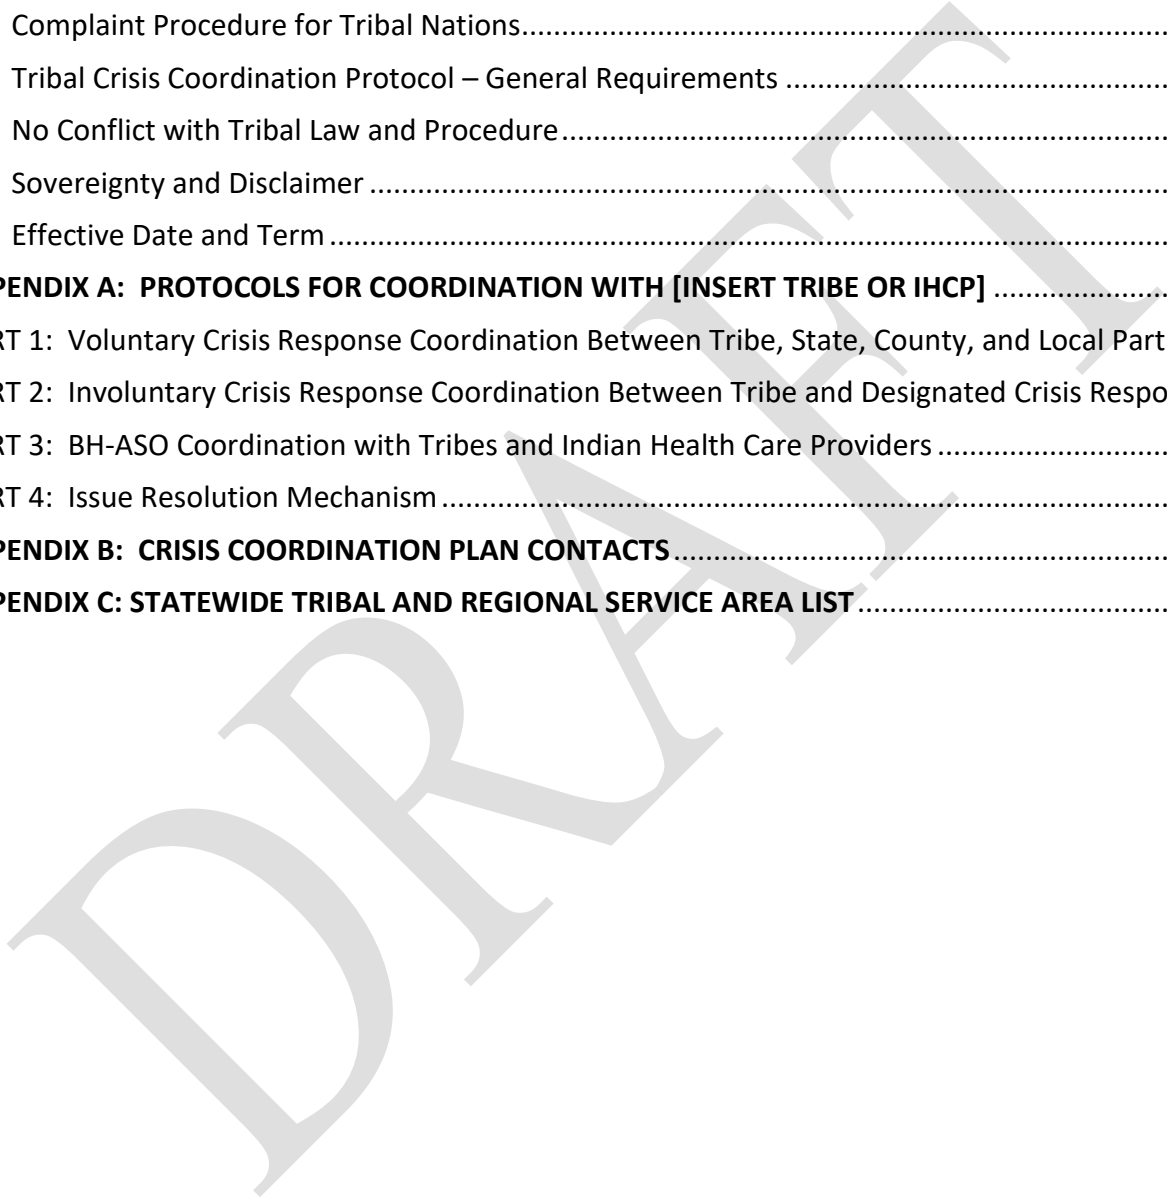 Complaint Procedure for Tribal Nations................................................................................
Tribal Crisis Coordination Protocol – General Requirements ...............................................
No Conflict with Tribal Law and Procedure...........................................................................
Sovereignty and Disclaimer ..................................................................................................
Effective Date and Term .......................................................................................................
PENDIX A: PROTOCOLS FOR COORDINATION WITH [INSERT TRIBE OR IHCP] ......................
RT 1: Voluntary Crisis Response Coordination Between Tribe, State, County, and Local Part
RT 2: Involuntary Crisis Response Coordination Between Tribe and Designated Crisis Respo
RT 3: BH-ASO Coordination with Tribes and Indian Health Care Providers .............................
RT 4: Issue Resolution Mechanism .........................................................................................
PENDIX B: CRISIS COORDINATION PLAN CONTACTS .............................................................
PENDIX C: STATEWIDE TRIBAL AND REGIONAL SERVICE AREA LIST ......................................
DRAFT